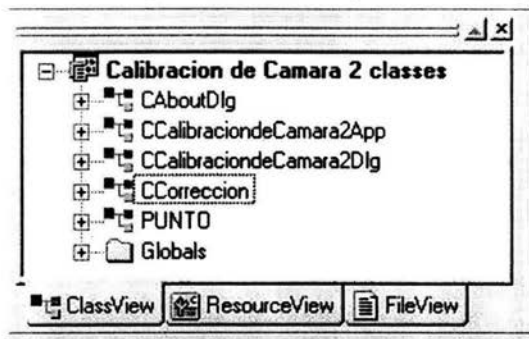 Calibracion de Camara 2 classes
CAboutDlg
CCalibraciondeCamara2App
CCalibraciondeCamara2Dlg
CCorreccion
PUNTO
Globals
ClassView ResourceView FileView